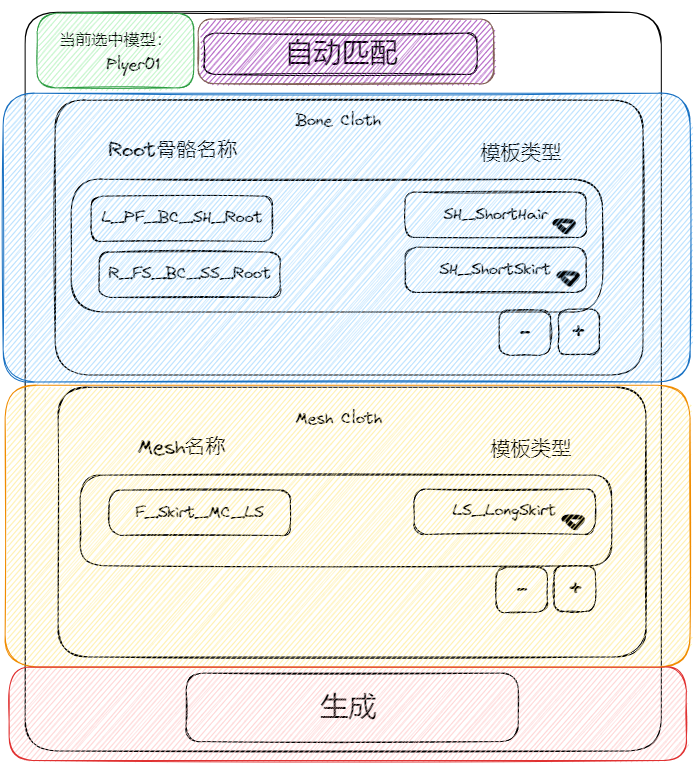 当前选中模型：
Plyer01
自动匹配
Bone Cloth
Root骨骼名称
模板类型
L_PF_BC_SH_Root
SH_ShortHair
R_FS_BC_SS_Root
SH_ShortSkirt
-
+
Mesh Cloth
Mesh名称
模板类型
F_Skirt_MC_LS
LS_LongSkirt
-
+
生成